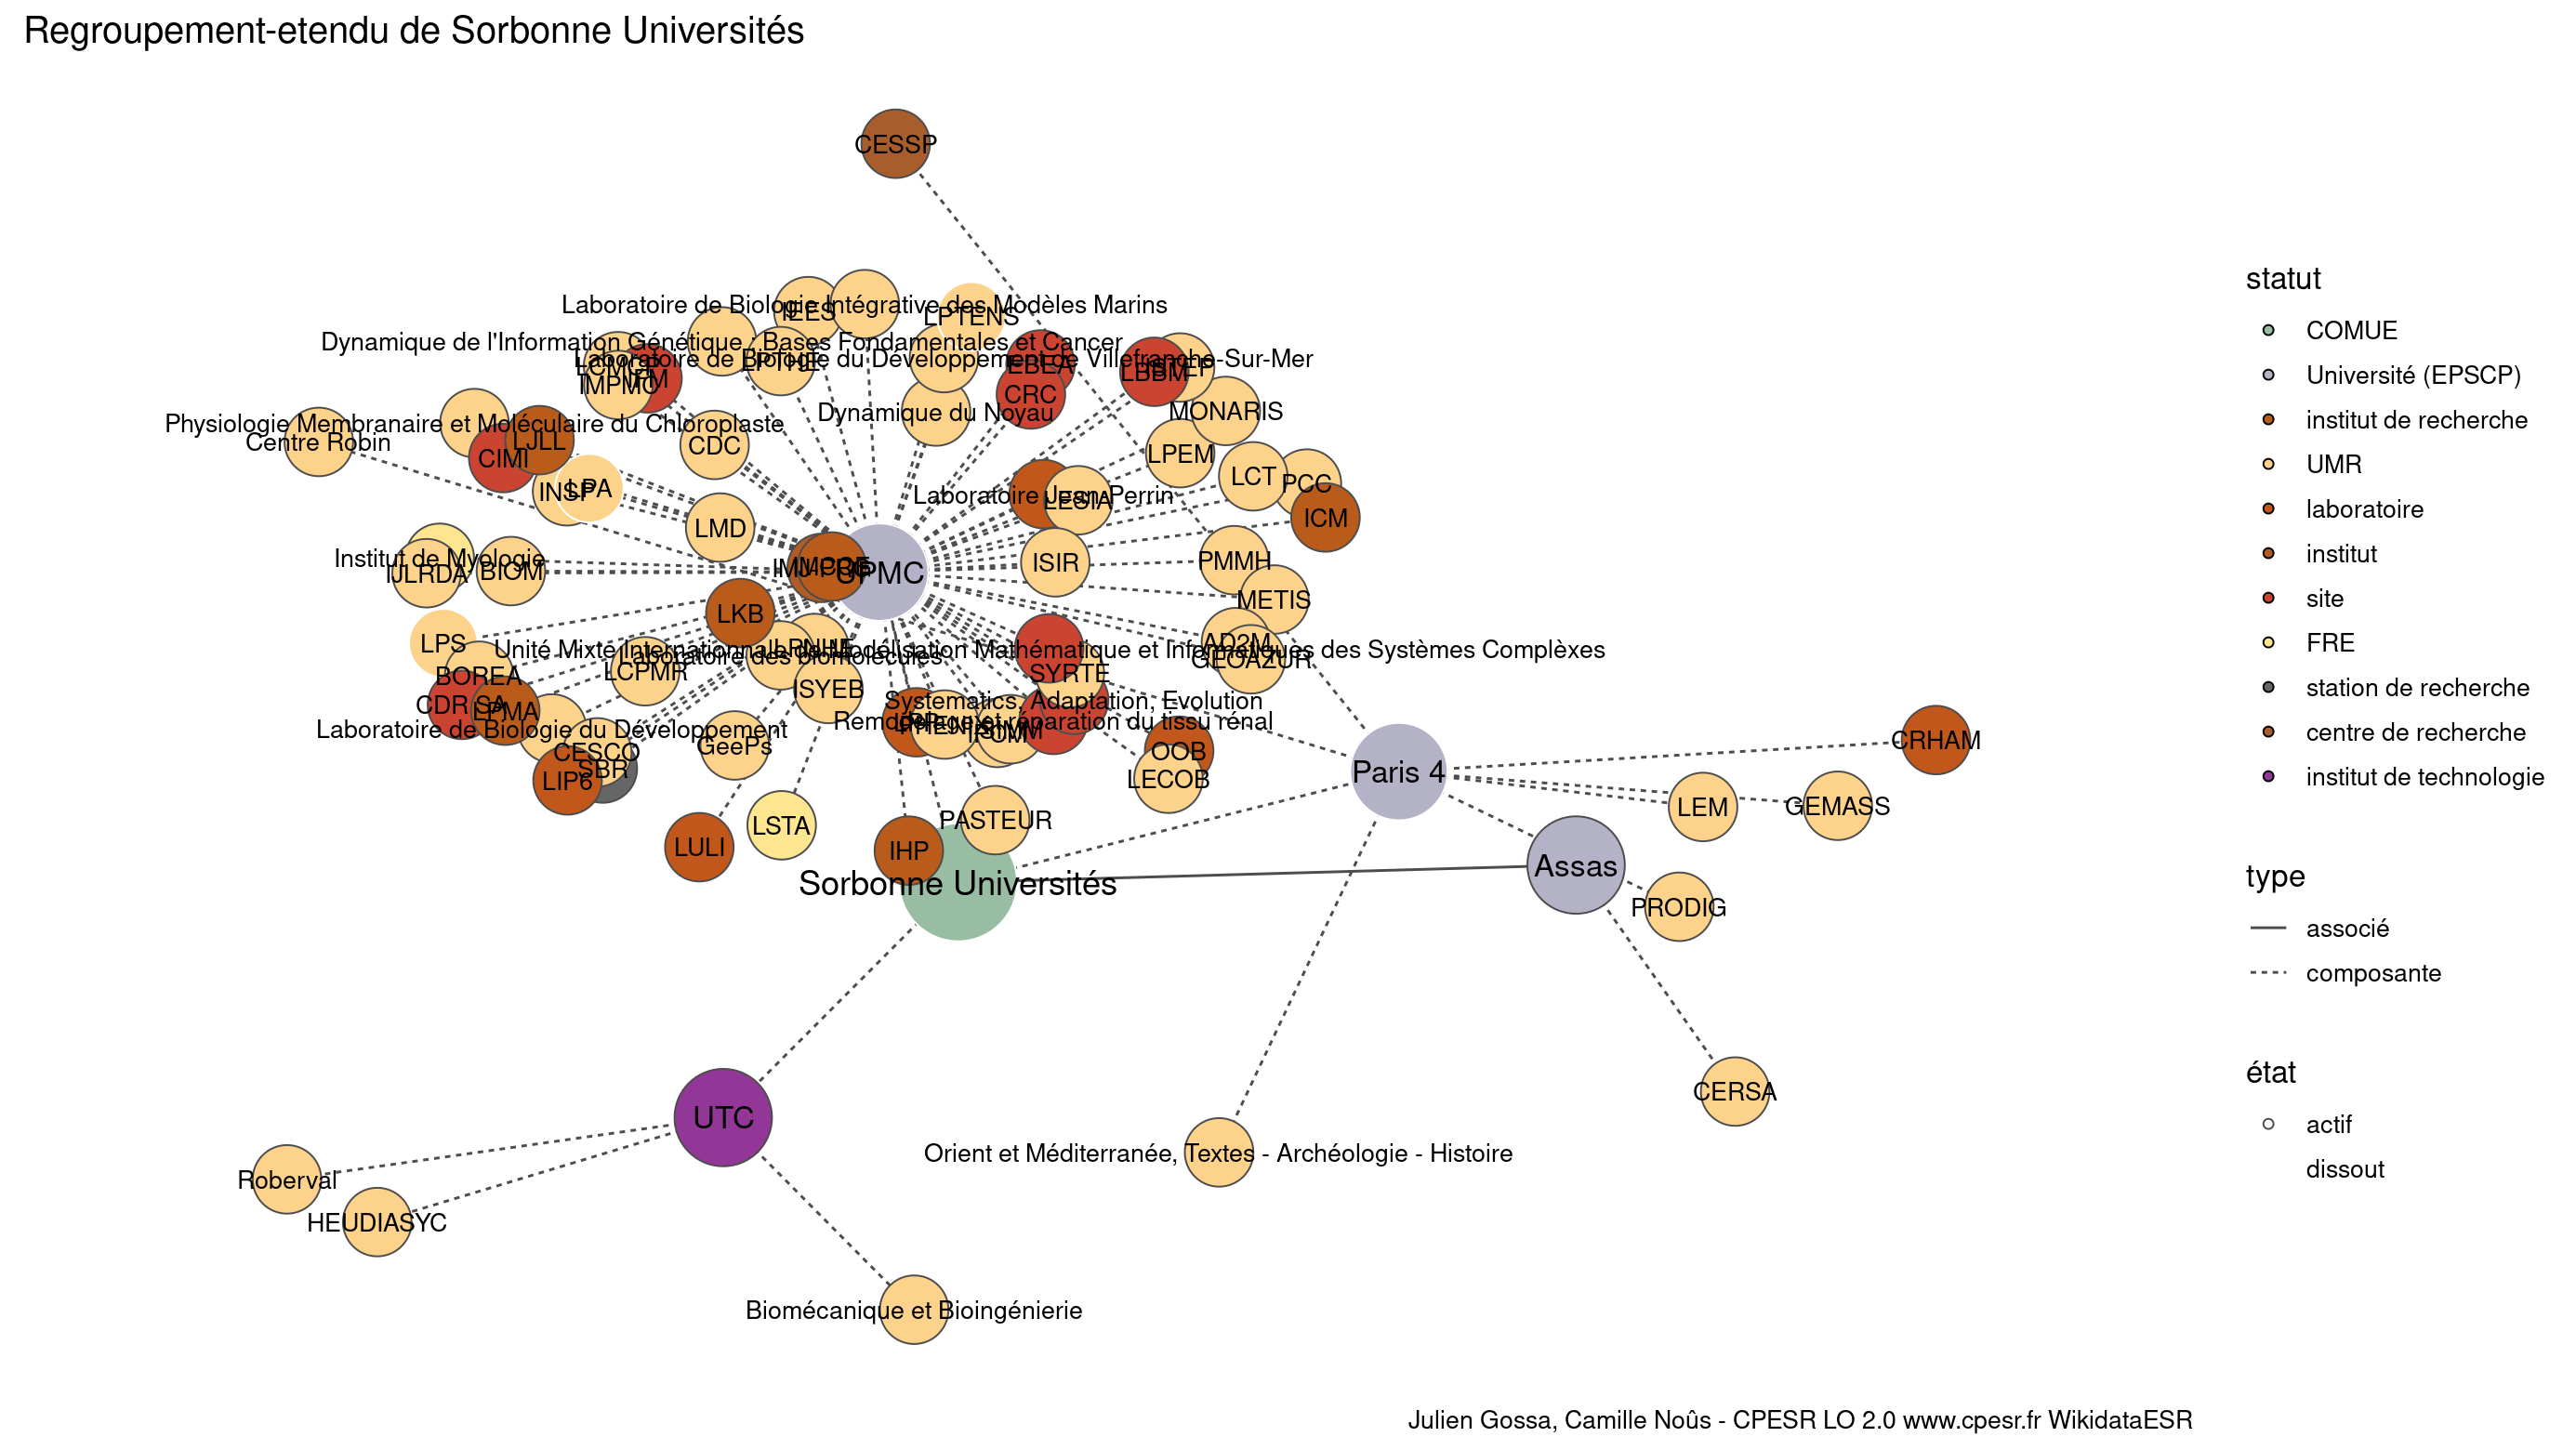 Regroupement-etendu de Sorbonne Universités
CESSP
Laboratoire de Biologie Intégrative des Modèles Marins
IEES
LPTENS
Dynamique de l'Information Génétique : Bases Fondamentales et Cancer
Laboratoire de Biologie du Développement de Villefranche-Sur-Mer
LPTHE
EBLA
LCMCP
IFM
IMPMC
CRC
LBBM
ISTEP
Dynamique du Noyau
MONARIS
Physiologie Membranaire et Moléculaire du Chloroplaste
Centre Robin
LJLL
CDC
CIMI
LPEM
INSP
LPA
LCT
PCC
Laboratoire Jean-Perrin
LESIA
ICM
LMD
Institut de Myologie
IJLRDA
BIOM
IMJ-PRG
UPMC
ISIR
PMMH
METIS
LKB
LPS
AD2M
GEOAZUR
Unité Mixte Internationnale de Modélisation Mathématique et Informatiques des Systèmes Complexes
Laboratoire des biomolécules
LCPMR
SYRTE
BOREA
ISYEB
CDR SA
LPMA
Systematics, Adaptation, Evolution
Remodelage et réparation du tissu rénal
Laboratoire de Biologie du Développement
GeePs
CESCO
SBR
LIP6
OOB
LECOB
Paris 4
CRHAM
LEM
GEMASS
LULI
LSTA
IHP
PASTEUR
Sorbonne Universités
Assas
PRODIG
CERSA
UTC
Orient et Méditerranée, Textes - Archéologie - Histoire
Roberval
HEUDIASYC
Biomécanique et Bioingénierie
statut
COMUE
Université (EPSCP)
institut de recherche
UMR
laboratoire
institut
site
FRE
station de recherche
centre de recherche
institut de technologie
type
associé
composante
état
actif
dissout
Julien Gossa, Camille Noûs - CPESR LO 2.0 www.cpesr.fr WikidataESR